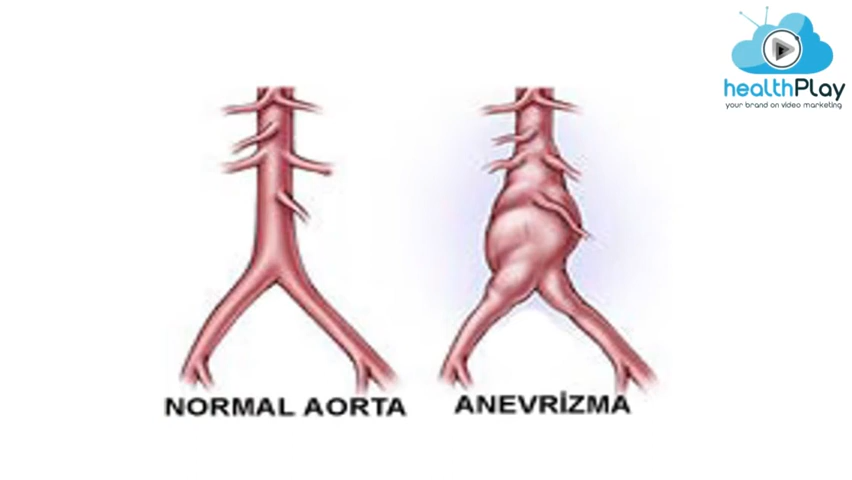 healthPlay
your brand on video marketing
NORMAL AORTA
ANEVRİZMA